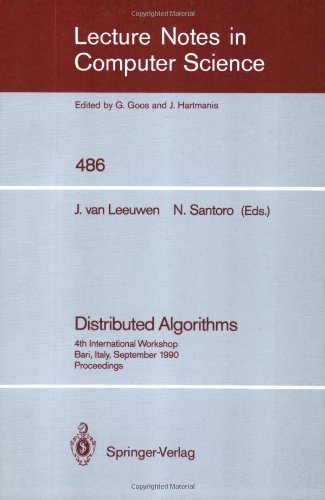 Lecture Notes in
Computer Science
Edited by G. Goos and J. Hartmanis
486
J. van Leeuwen N. Santoro (Eds.)
Distributed Algorithms
4th International Workshop
Bari, Italy, September 1990
Proceedings
Springer-Verlag